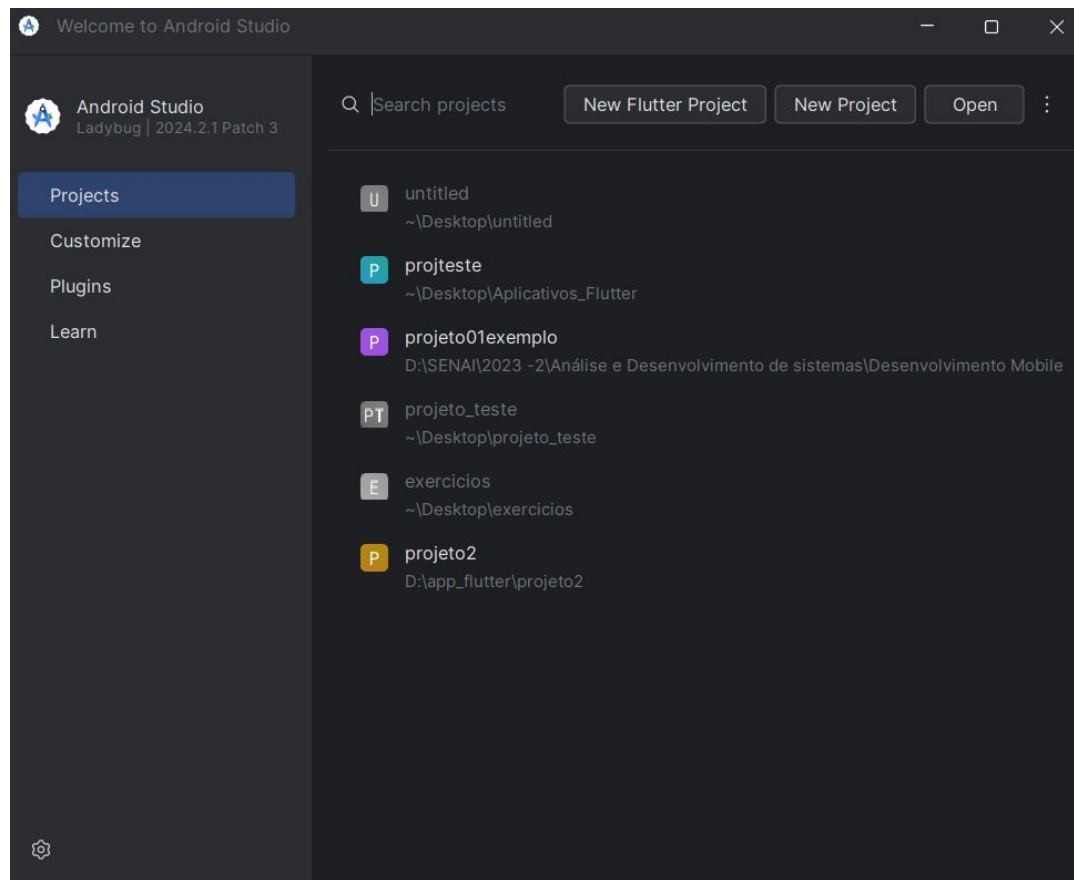 Welcome to Android Studio
Android Studio
Ladybug | 2024.2.1 Patch 3
Projects
Customize
Plugins
Learn
Search projects
New Flutter Project
New Project
Open
U
untitled
~\Desktop\untitled
P
projteste
~\Desktop\Aplicativos_Flutter
P
projeto01exemplo
D:\SENAI\2023 -2\Análise e Desenvolvimento de sistemas\Desenvolvimento Mobile
PT
projeto_teste
~\Desktop\projeto_teste
E
exercicios
~\Desktop\exercicios
P
projeto2
D:\app_flutter\projeto2